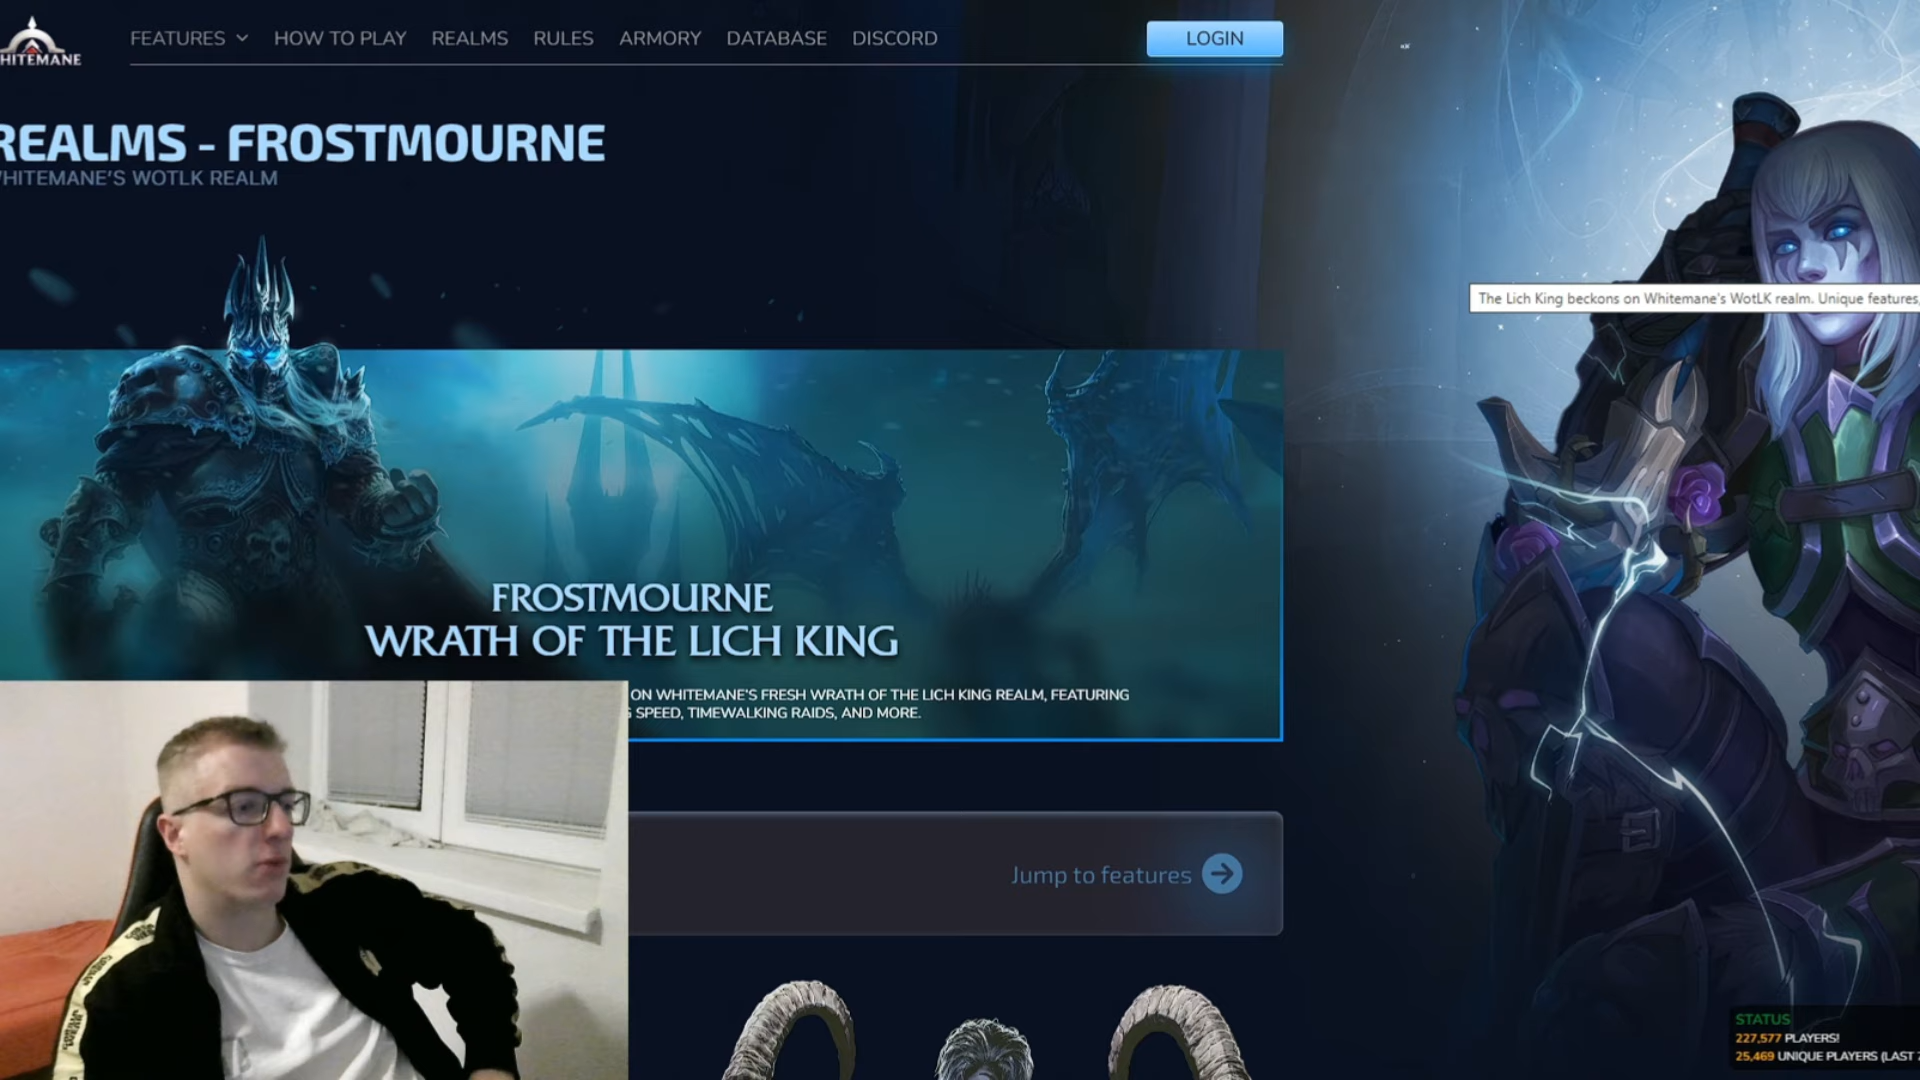 HITEMANE
FEATURES
HOW TO PLAY
REALMS
RULES
ARMORY
DATABASE
DISCORD
LOGIN
REALMS - FROSTMOURNE
WHITEMANE'S WOTLK REALM
The Lich King beckons on Whitemane's WotLK realm. Unique features,
FROSTMOURNE
WRATH OF THE LICH KING
ON WHITEMANE'S FRESH WRATH OF THE LICH KING REALM, FEATURING
SPEED, TIMEWALKING RAIDS, AND MORE.
Jump to features
STATUS
227,577 PLAYERS!
25,469 UNIQUE PLAYERS (LAST